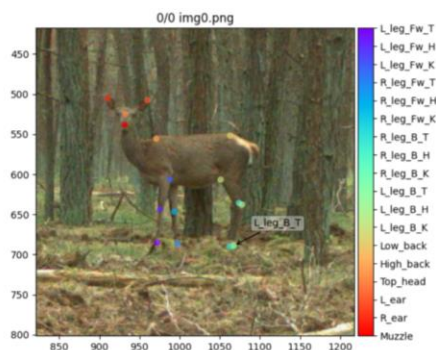 0/0 img0.png
450
500
550
600
650
700
750
800
850
900
950
1000
1050
1100
1150
1200
L_leg_B_T
L_leg_Fw_T
L_leg_Fw_H
L_leg_Fw_K
R_leg_Fw_T
R_leg_Fw_H
R_leg_Fw_K
R_leg_B_T
R_leg_B_H
R_leg_B_K
L_leg_B_T
L_leg_B_H
L_leg_B_K
Low_back
High_back
Top_head
L_ear
R_ear
Muzzle